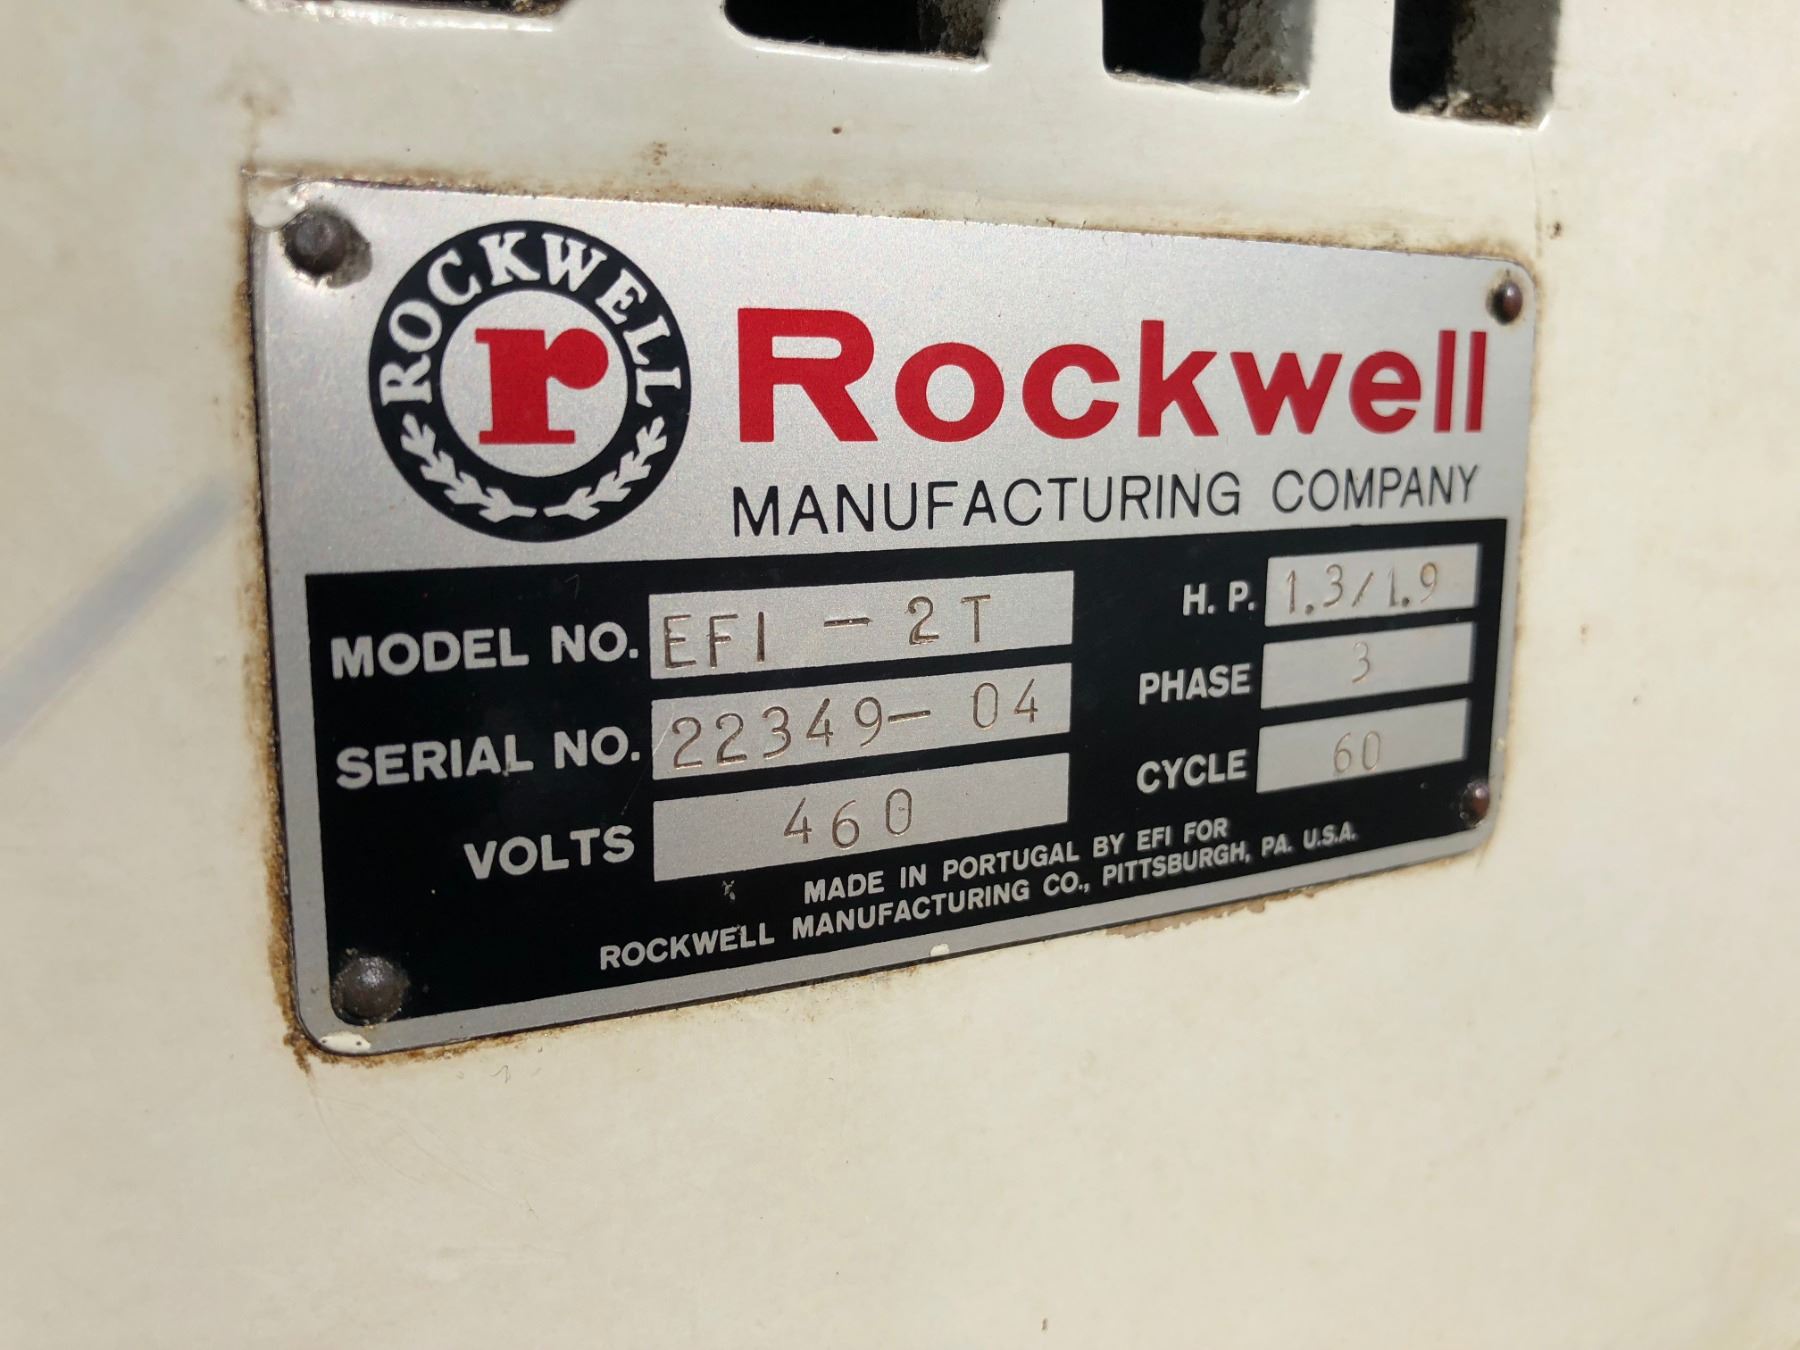 ROCKWELL
r
Rockwell
MANUFACTURING COMPANY
MODEL NO. EFI - 2T
H. P. 1.3/1.9
SERIAL NO. 22349- 04
PHASE 3
VOLTS 460
CYCLE 60
MADE IN PORTUGAL BY EFI FOR
ROCKWELL MANUFACTURING CO., PITTSBURGH, PA. U.S.A.